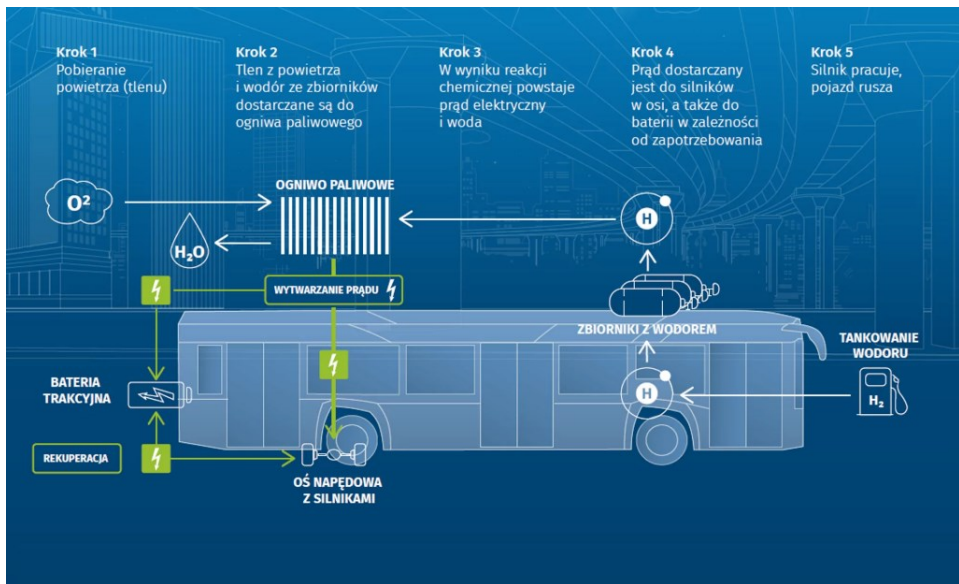 Krok 1
Pobieranie
powietrza (tlenu)
Krok 2
Tlen z powietrza
i wodór ze zbiorników
dostarczane są do
ogniwa paliwowego
Krok 3
W wyniku reakcji
chemicznej powstaje
prąd elektryczny
i woda
Krok 4
Prąd dostarczany
jest do silników
w osi, a także do
baterii w zależności
od zapotrzebowania
Krok 5
Silnik pracuje,
pojazd rusza
O²
OGNIWO PALIWOWE
H
H₂O
WYTWARZANIE PRĄDU
ZBIORNIKI Z WODOREM
TANKOWANIE
WODORU
BATERIA
TRAKCYJNA
H
H₂
REKUPERACJA
OŚ NAPĘDOWA
Z SILNIKAMI